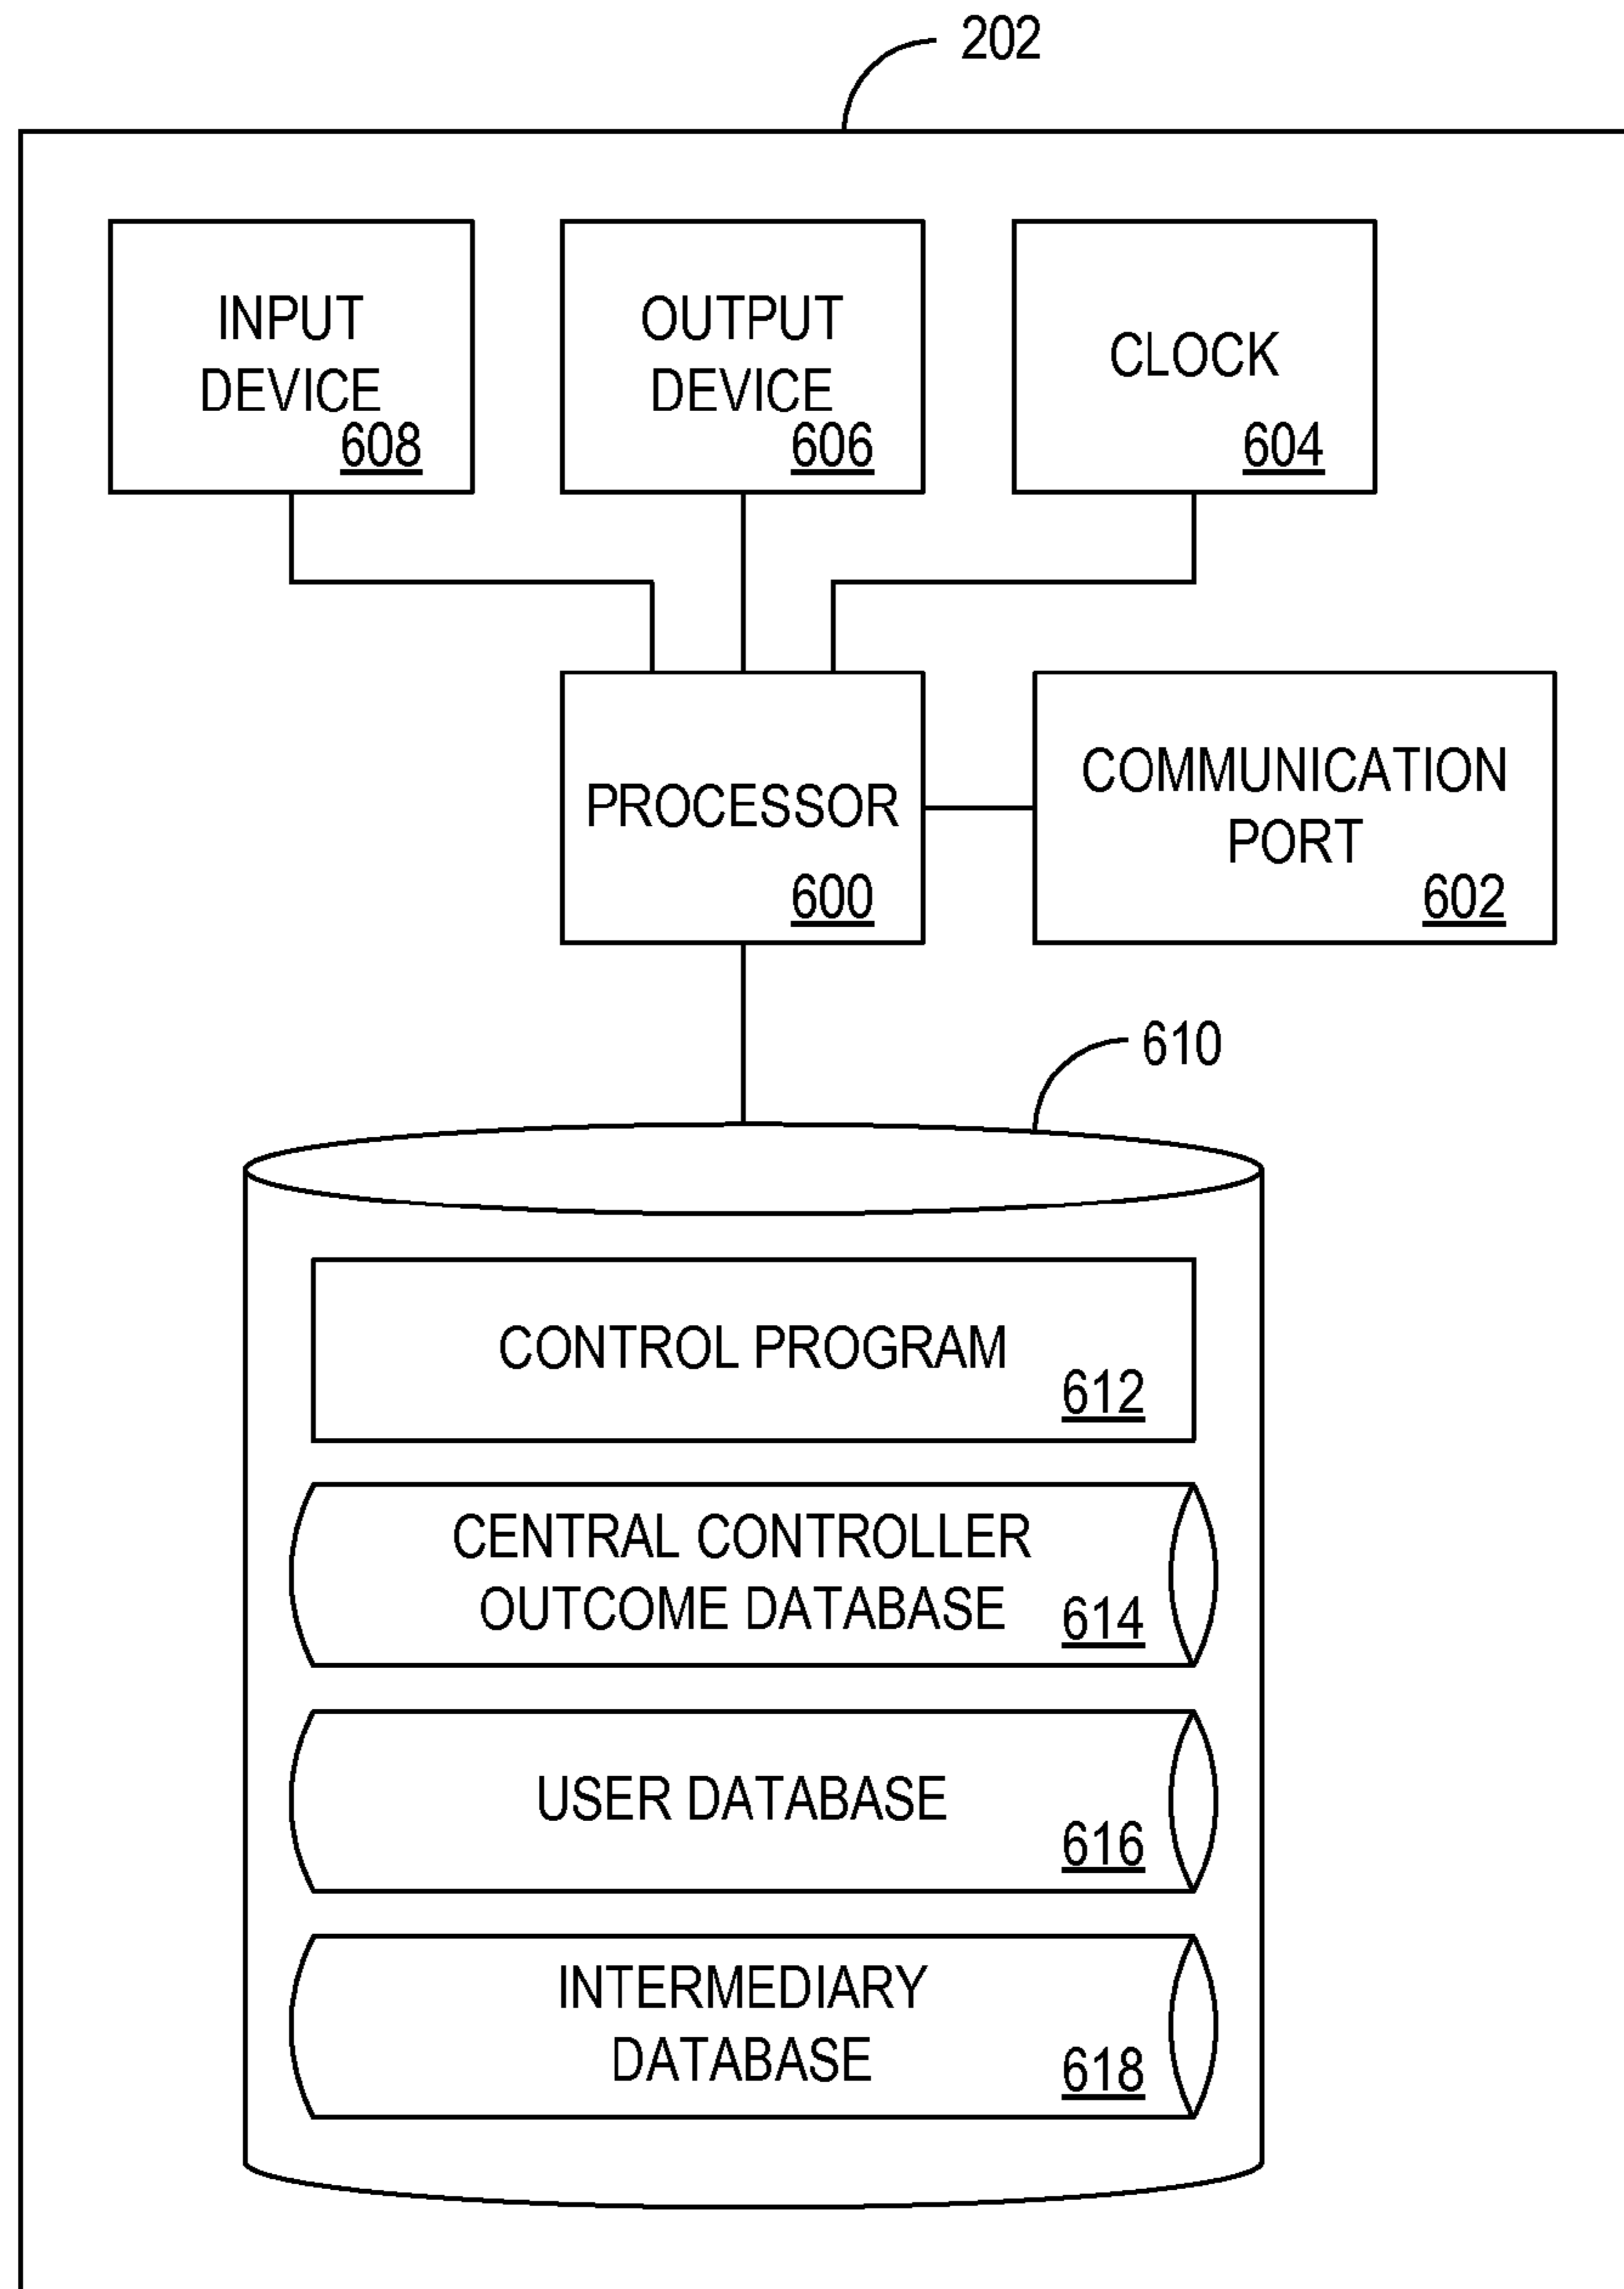 202
INPUT
DEVICE
608
OUTPUT
DEVICE
606
CLOCK
604
PROCESSOR
600
COMMUNICATION
PORT
602
610
CONTROL PROGRAM
612
CENTRAL CONTROLLER
OUTCOME DATABASE
614
USER DATABASE
616
INTERMEDIARY
DATABASE
618